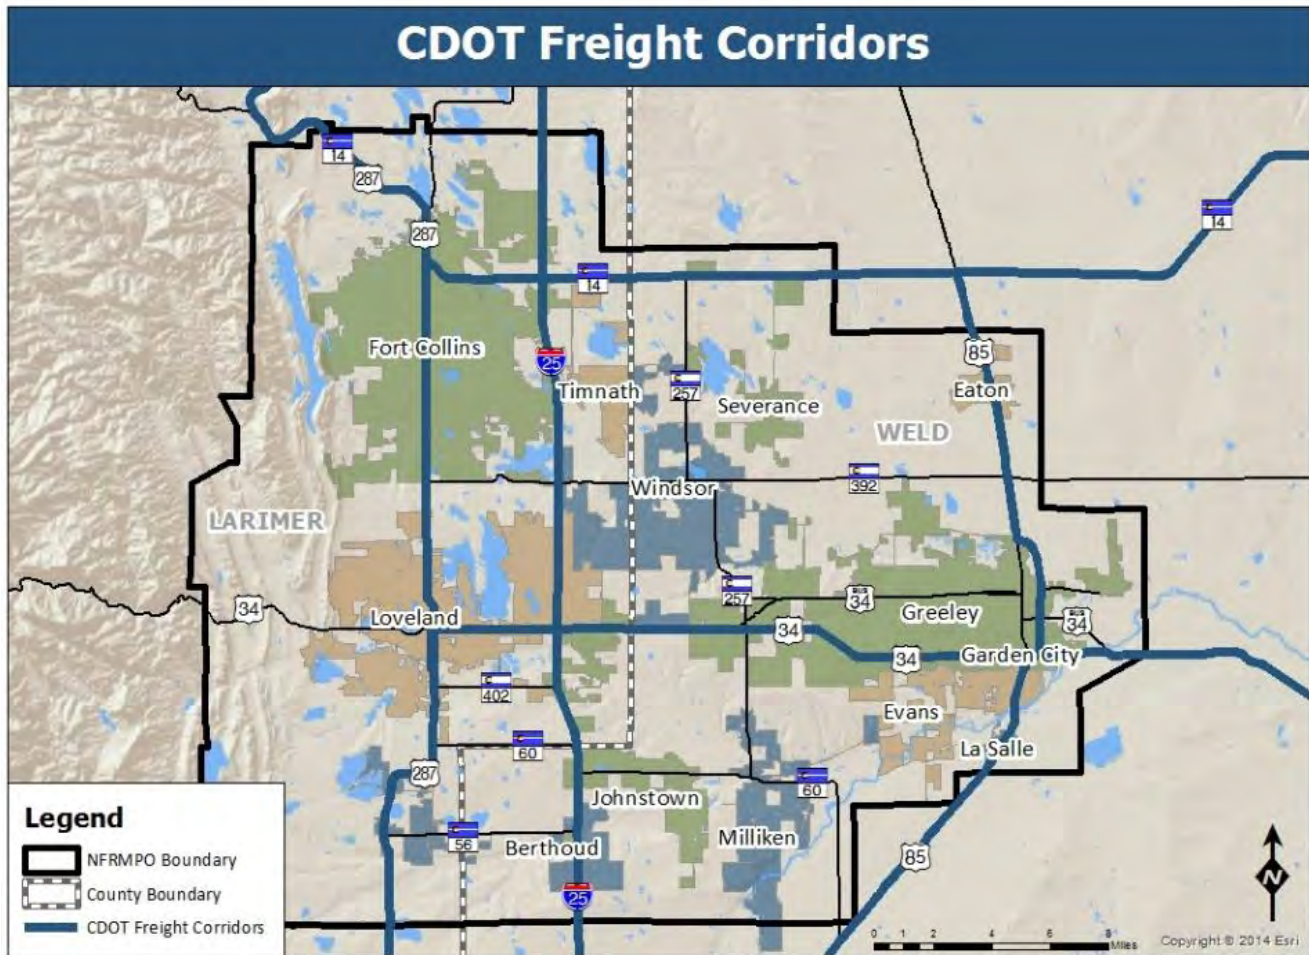 CDOT Freight Corridors
14
287
287
14
14
Fort Collins
25
85
Timnath
257
Severance
Eaton
WELD
Windsor
392
LARIMER
34
Loveland
257
BUS
34
Greeley
BUS
34
34
34
Garden City
402
Evans
60
La Salle
287
Johnstown
60
56
Berthoud
Milliken
85
25
Legend
NFRMPO Boundary
County Boundary
CDOT Freight Corridors
N
0 1 2 4 6 8
Miles
Copyright © 2014 Esri